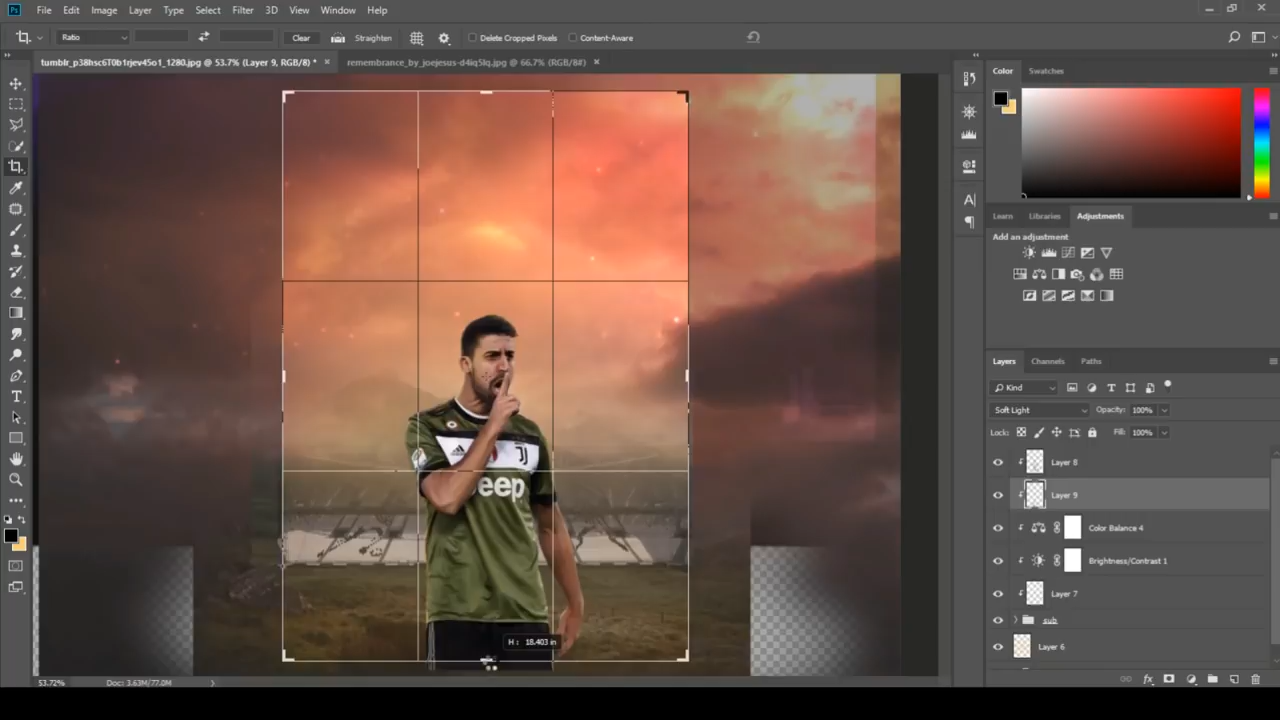 Ps File Edit Image Layer Type Select Filter 3D View Window Help
Ratio Clear Straighten Delete Cropped Pixels Content-Aware
tumblr_p38hsc6T0b1rjev45o1_1280.jpg @ 53.7% (Layer 9, RGB/8) * × remembrance_by_joejesus-d4iq5lq.jpg @ 66.7% (RGB/8#) ×
Color Swatches
Learn Libraries Adjustments
Add an adjustment
Layers Channels Paths
Kind
Soft Light Opacity: 100%
Lock: Fill: 100%
Layer 8
Layer 9
Color Balance 4
Brightness/Contrast 1
Layer 7
sub
Layer 6
Jeep
H: 18.403 in
53.72% Doc: 3.63M/77.0M